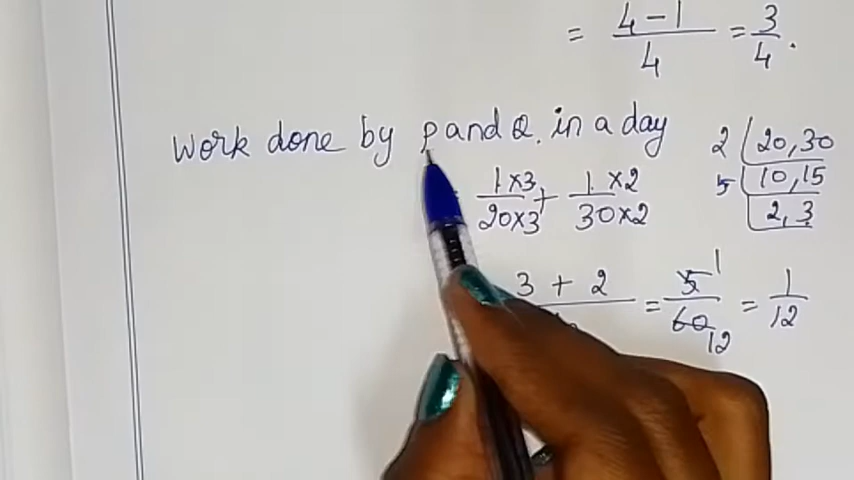 = 4-1/4 = 3/4.
Work done by P and Q. in a day
1×3/20×3 + 1×2/30×2
3 + 2/ = 5/60 1/12 = 1/12
2 | 20, 30
5 | 10, 15
2, 3